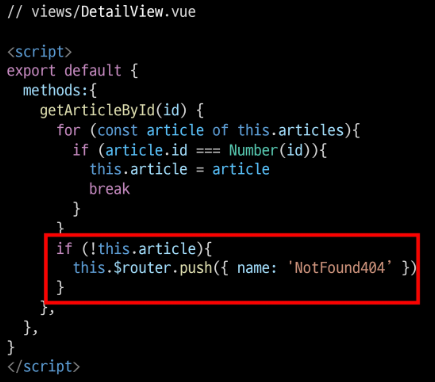 // views/DetailView.vue
<script>
export default {
  methods:{
    getArticleById(id) {
      for (const article of this.articles){
        if (article.id === Number(id)){
          this.article = article
          break
        }
      }
      if (!this.article){
        this.$router.push({ name: 'NotFound404’ })
      }
    },
  },
}
</script>